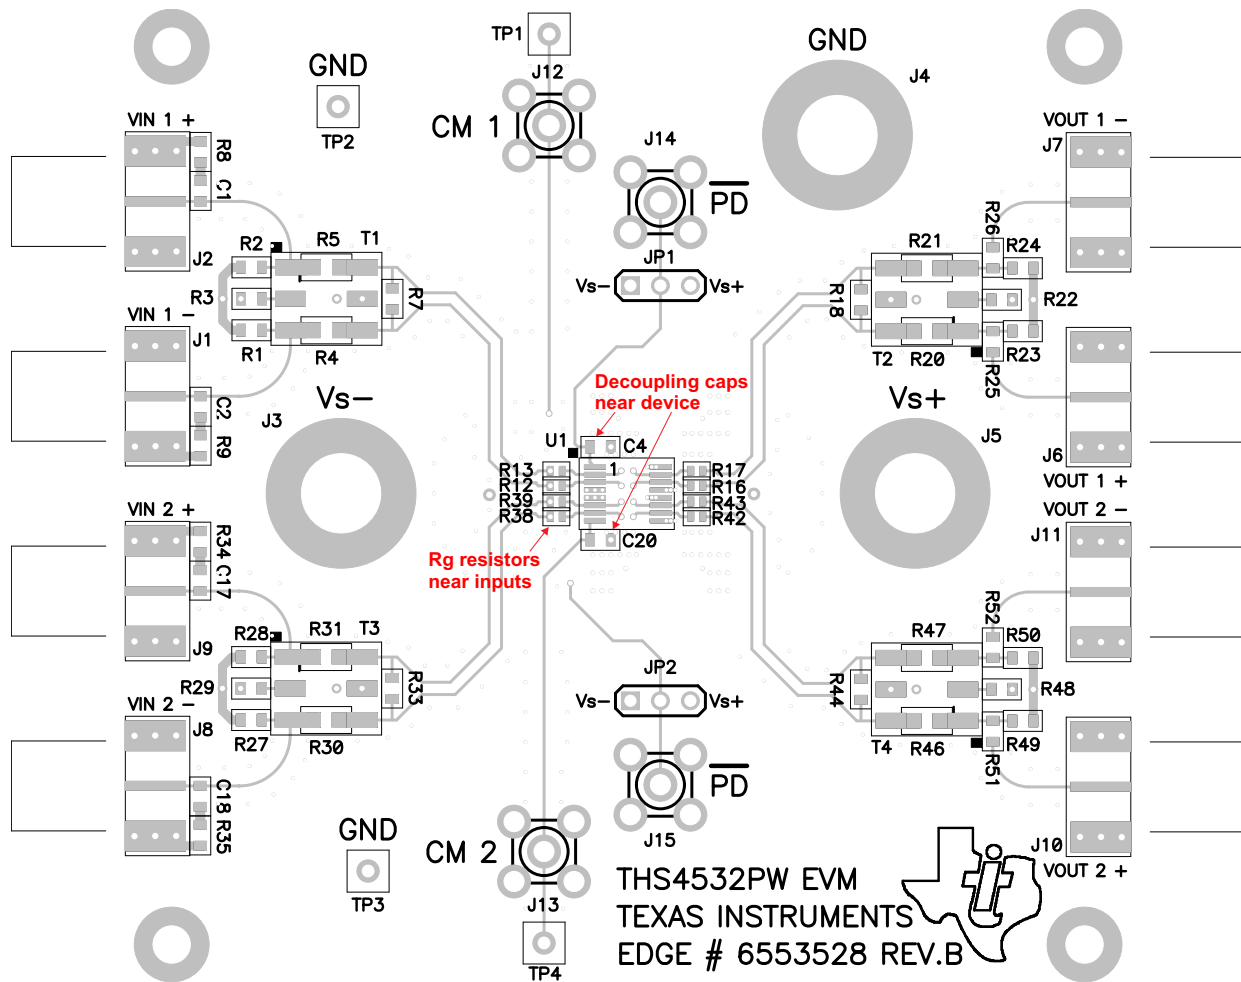 TP1
GND
J12
J4
GND
VIN 1 +
CM 1
TP2
J14
VOUT 1 -
J7
R8
C1
PD
J2
R2
R5
T1
JP1
R26
R21
R24
R3
R7
Vs-
Vs+
R18
R22
VIN 1 -
J1
R1
R4
T2
R20
R23
R25
Decoupling caps
near device
C2
R9
J3
Vs-
Vs+
J5
J6
U1
C4
1
R13
R12
R39
R38
R17
R16
R43
R42
VOUT 1 +
VIN 2 +
VOUT 2 -
J11
C20
Rg resistors
near inputs
R34
C17
J9
R28
R31
T3
JP2
R52
R47
R50
R29
R33
Vs-
Vs+
R44
R48
VIN 2 -
J8
R27
R30
T4
R46
R49
R51
C18
R35
PD
GND
CM 2
J15
J10
VOUT 2 +
TP3
J13
TP4
THS4532PW EVM
TEXAS INSTRUMENTS
EDGE # 6553528 REV.B